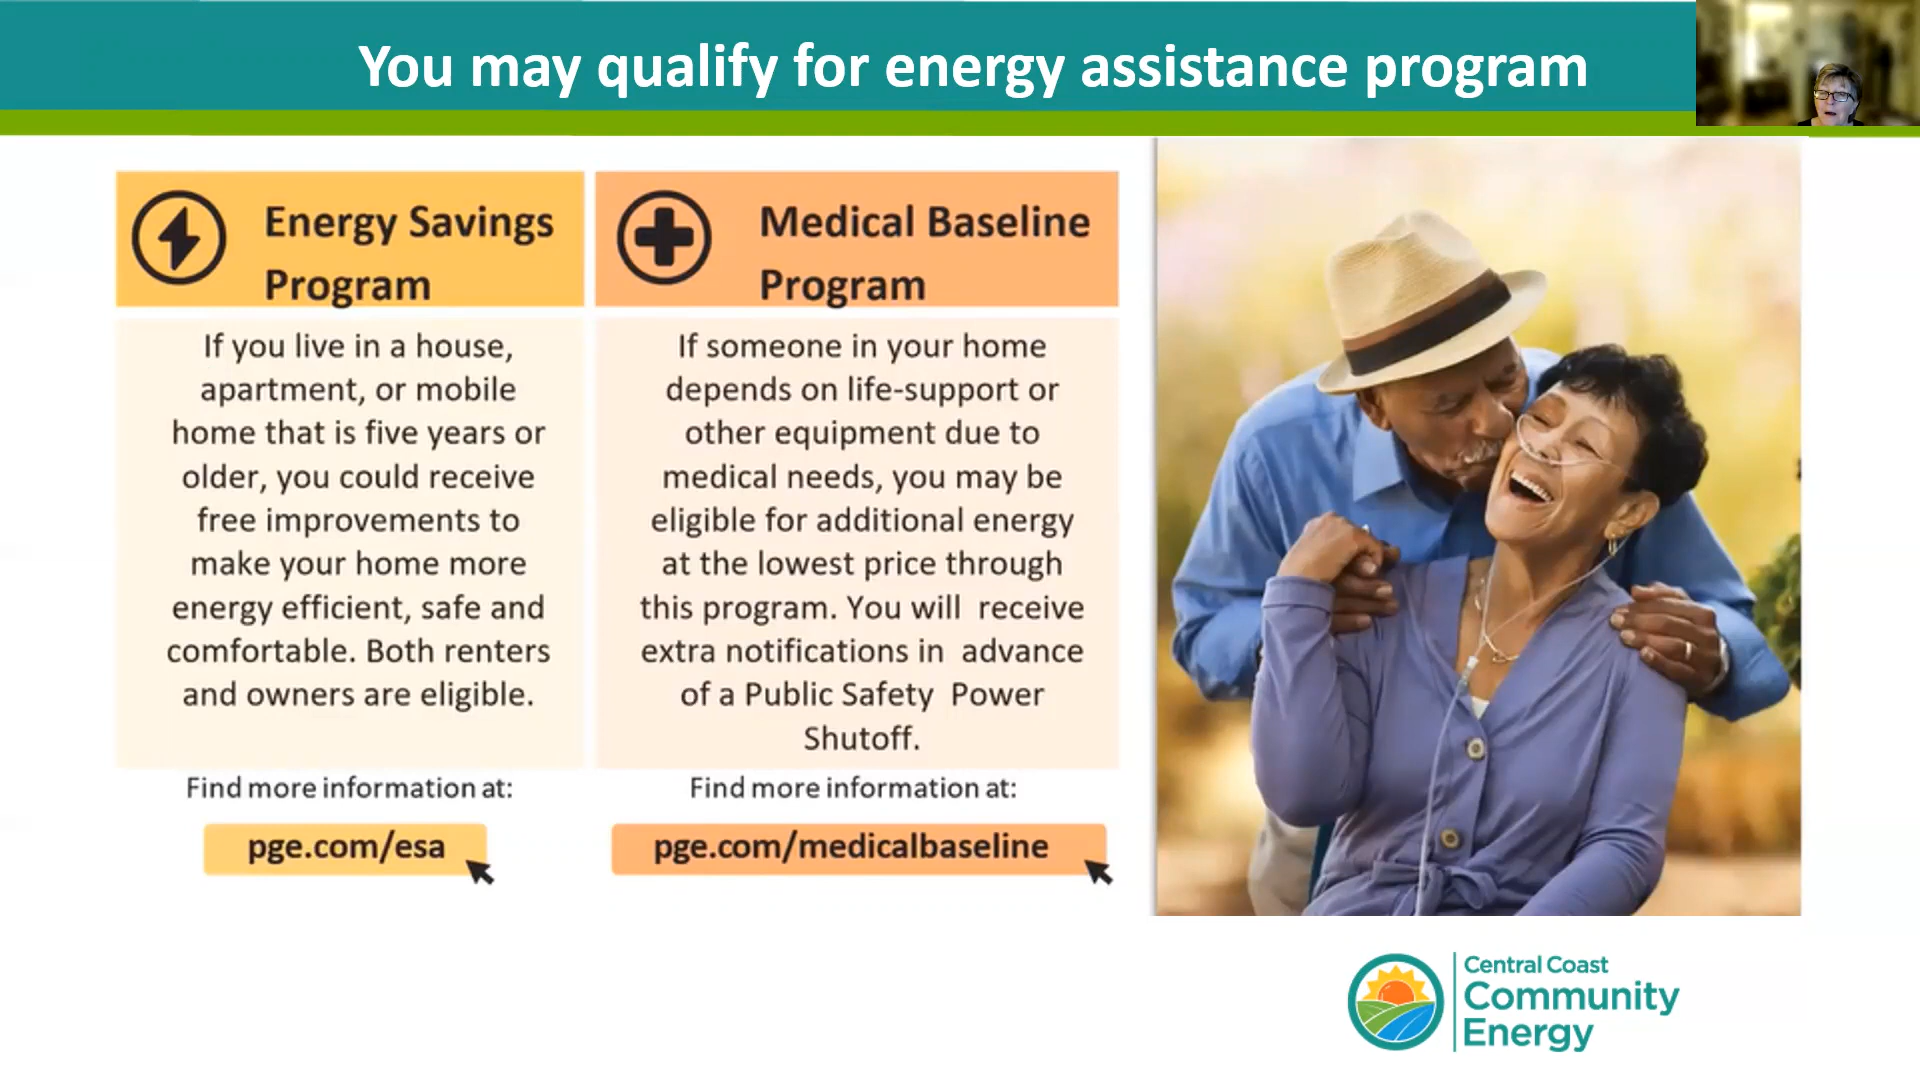 You may qualify for energy assistance program
Energy Savings
Program
If you live in a house,
apartment, or mobile
home that is five years or
older, you could receive
free improvements to
make your home more
energy efficient, safe and
comfortable. Both renters
and owners are eligible.
Find more information at:
pge.com/esa
Medical Baseline
Program
If someone in your home
depends on life-support or
other equipment due to
medical needs, you may be
eligible for additional energy
at the lowest price through
this program. You will receive
extra notifications in advance
of a Public Safety Power
Shutoff.
Find more information at:
pge.com/medicalbaseline
Central Coast
Community
Energy